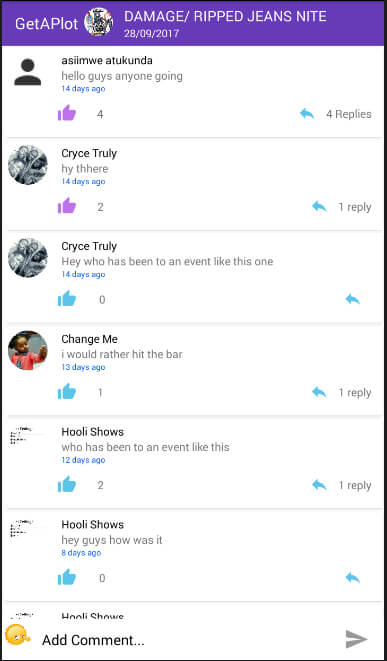 GetAPlot
DAMAGE/ RIPPED JEANS NITE
28/09/2017
asiimwe atukunda
hello guys anyone going
14 days ago
4
4 Replies
Cryce Truly
hy thhere
14 days ago
2
1 reply
Cryce Truly
Hey who has been to an event like this one
14 days ago
0
Change Me
i would rather hit the bar
13 days ago
1
1 reply
Hooli Shows
who has been to an event like this
12 days ago
2
1 reply
Hooli Shows
hey guys how was it
8 days ago
0
Hooli Shows
Add Comment...